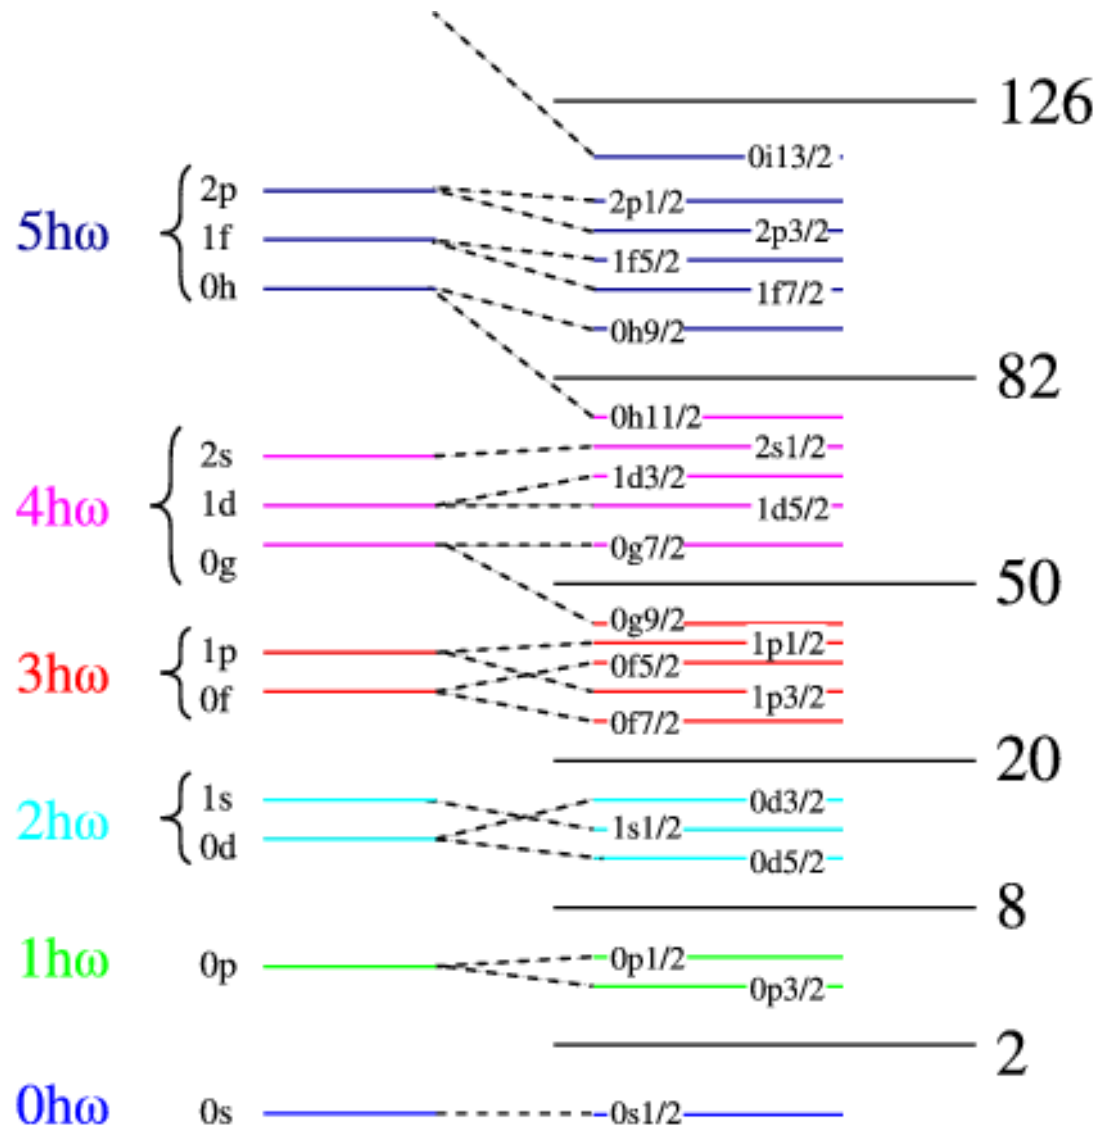 126
0i13/2
2p
2p1/2
5hω
1f
2p3/2
1f5/2
0h
1f7/2
0h9/2
82
0h11/2
2s
2s1/2
1d3/2
4hω
1d
1d5/2
0g
0g7/2
50
0g9/2
1p
1p1/2
3hω
0f5/2
0f
1p3/2
0f7/2
20
1s
0d3/2
2hω
1s1/2
0d
0d5/2
8
1hω
0p
0p1/2
0p3/2
2
0hω
0s
0s1/2